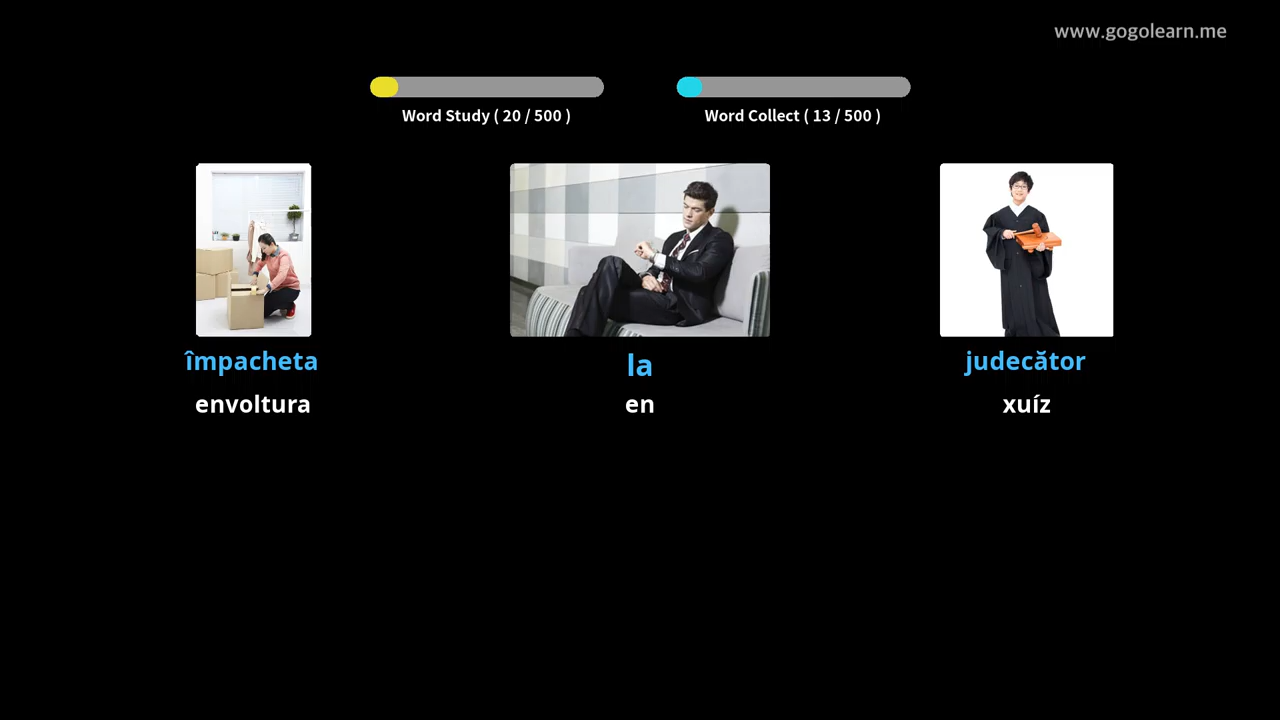 www.gogolearn.me
Word Study ( 20 / 500 )
Word Collect ( 13 / 500 )
împacheta
la
judecător
envoltura
en
xuíz